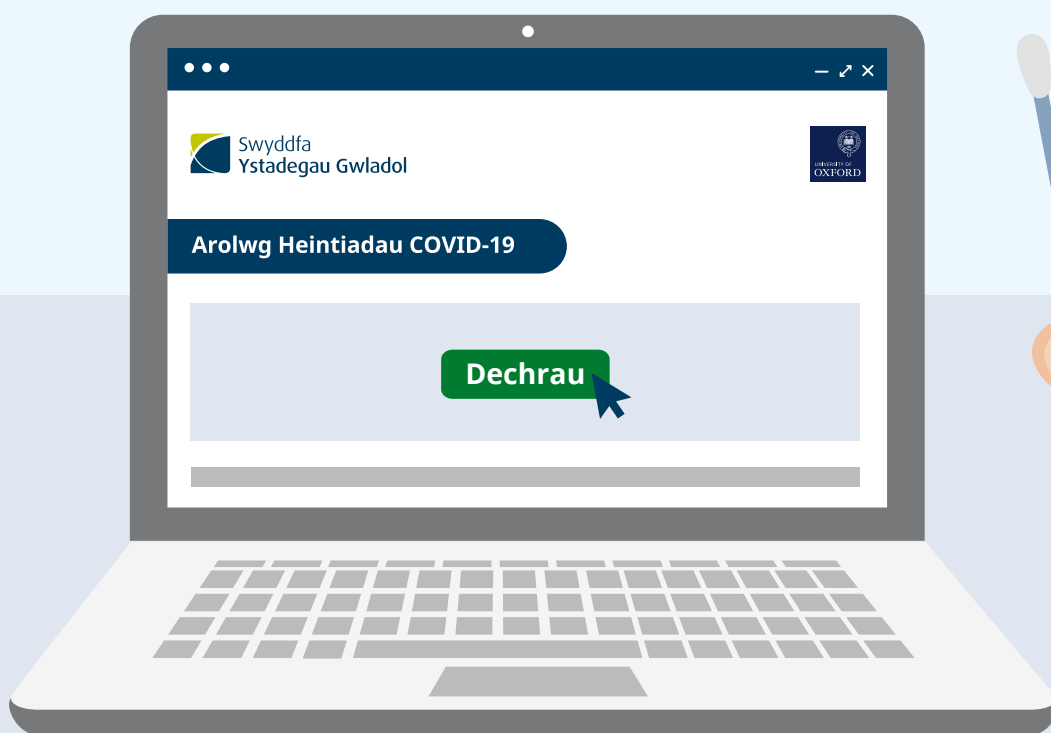 Swyddfa
Ystadegau Gwladol
UNIVERSITY OF
OXFORD
Arolwg Heintiadau COVID-19
Dechrau